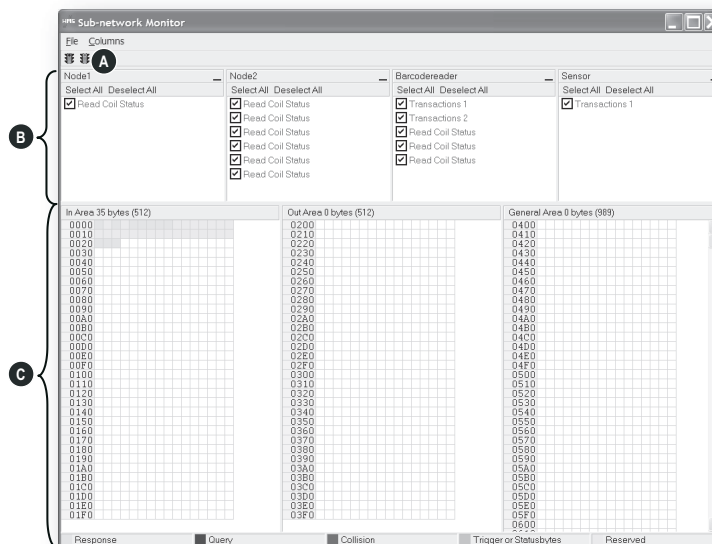 HMS Sub-network Monitor
File Columns
A
Node1
Select All Deselect All
Read Coil Status
Node2
Select All Deselect All
Read Coil Status
Read Coil Status
Read Coil Status
Read Coil Status
Read Coil Status
Read Coil Status
Barcodereader
Select All Deselect All
Transactions 1
Transactions 2
Read Coil Status
Read Coil Status
Read Coil Status
Sensor
Select All Deselect All
Transactions 1
B
In Area 35 bytes (512)
0000
0010
0020
0030
0040
0050
0060
0070
0080
0090
00A0
00B0
00C0
00D0
00E0
00F0
0100
0110
0120
0130
0140
0150
0160
0170
0180
0190
01A0
01B0
01C0
01D0
01E0
01F0
Out Area 0 bytes (512)
0200
0210
0220
0230
0240
0250
0260
0270
0280
0290
02A0
02B0
02C0
02D0
02E0
02F0
0300
0310
0320
0330
0340
0350
0360
0370
0380
0390
03A0
03B0
03C0
03D0
03E0
03F0
General Area 0 bytes (989)
0400
0410
0420
0430
0440
0450
0460
0470
0480
0490
04A0
04B0
04C0
04D0
04E0
04F0
0500
0510
0520
0530
0540
0550
0560
0570
0580
0590
05A0
05B0
05C0
05D0
05E0
05F0
0600
C
Response Query Collision Trigger or Statusbytes Reserved